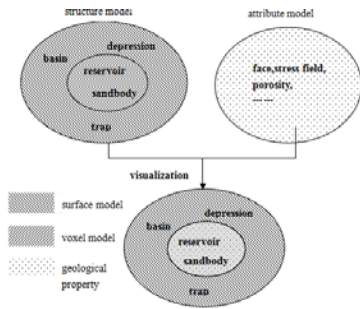 structure model
attribute model
depression
basin
reservoir
sandbody
trap
face,stress field,
porosity,
... ...
visualization
surface model
voxel model
geological
property
depression
basin
reservoir
sandbody
trap